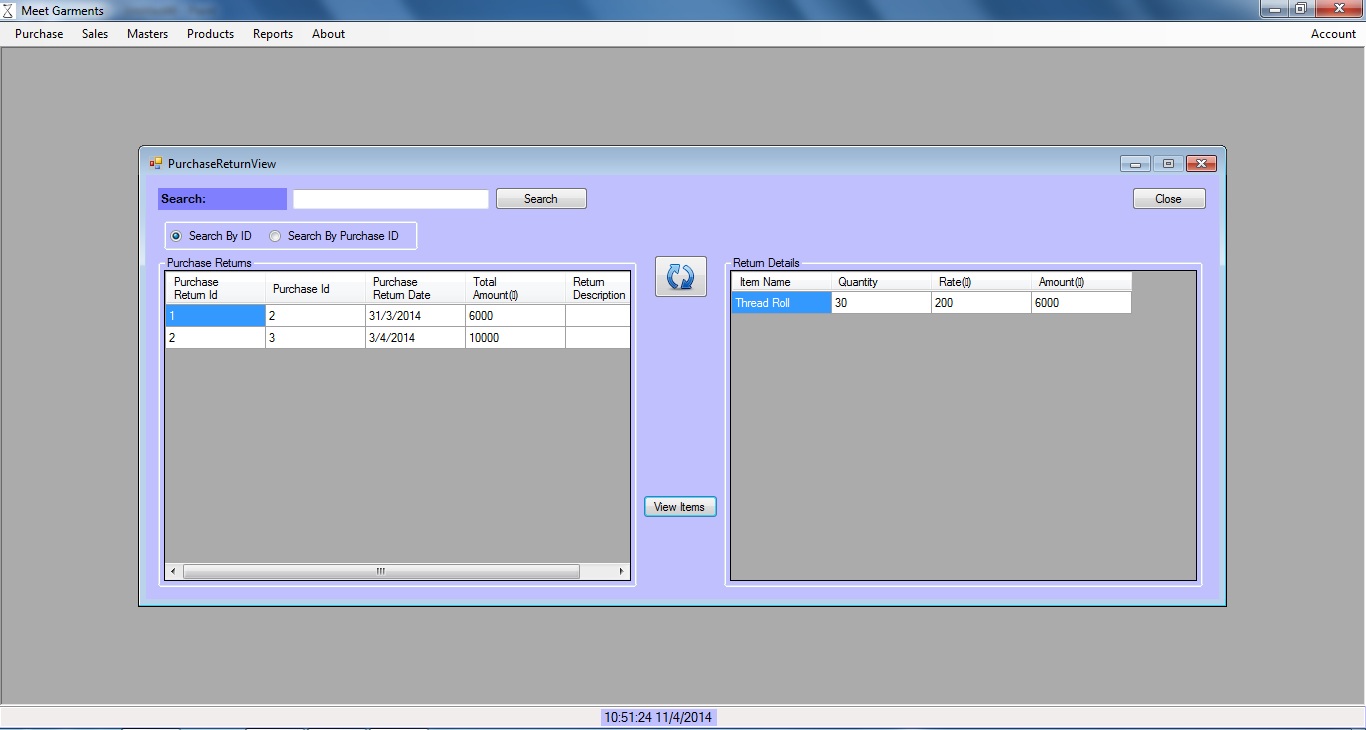 Meet Garments
Purchase Sales Masters Products Reports About Account
PurchaseReturnView
Search: Search Close
Search By ID Search By Purchase ID
Purchase Returns
Purchase Return Id Purchase Id Purchase Return Date Total Amount(▯) Return Description
1 2 31/3/2014 6000
2 3 3/4/2014 10000
View Items
Return Details
Item Name Quantity Rate(▯) Amount(▯)
Thread Roll 30 200 6000
10:51:24 11/4/2014